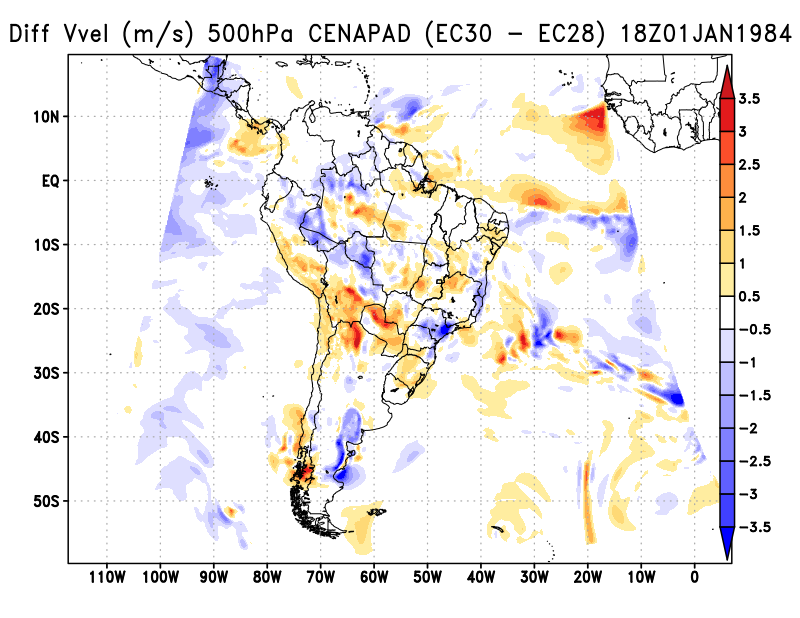 Diff Vvel (m/s) 500hPa CENAPAD (EC30 − EC28) 18Z01JAN1984
10N
EQ
10S
20S
30S
40S
50S
110W 100W 90W 80W 70W 60W 50W 40W 30W 20W 10W 0
3.5
3
2.5
2
1.5
1
0.5
−0.5
−1
−1.5
−2
−2.5
−3
−3.5